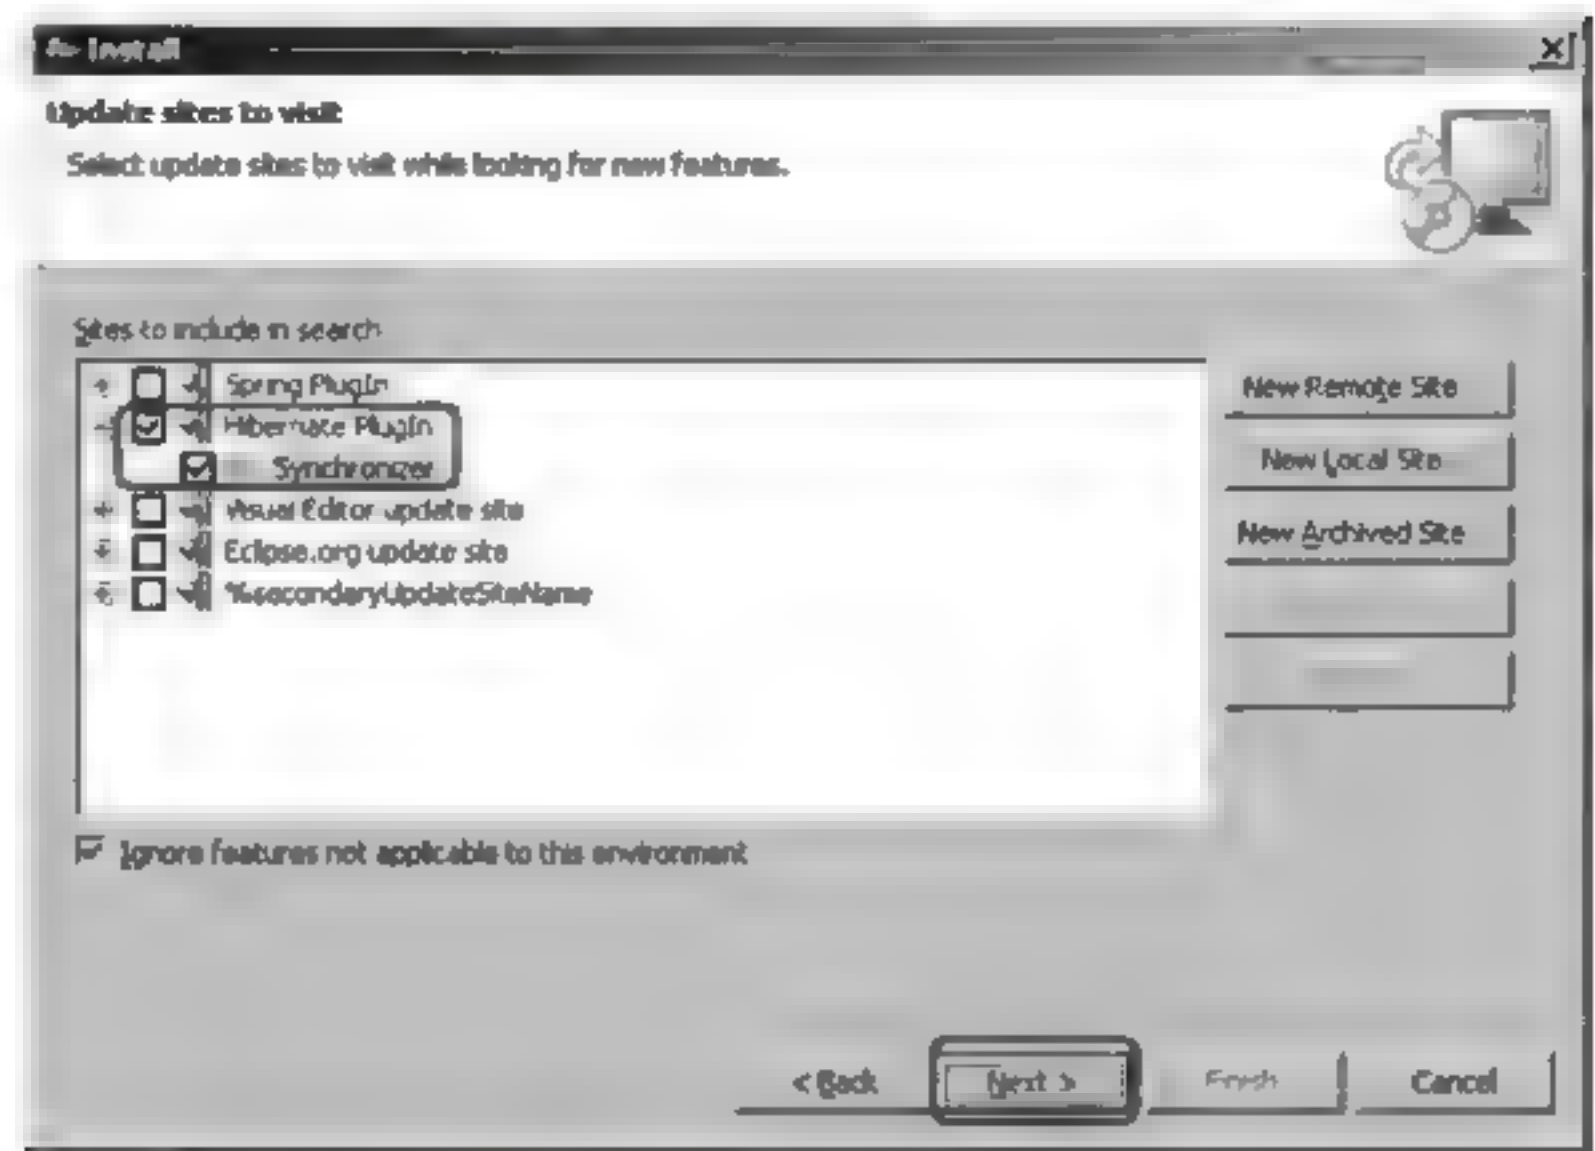 Install
Update sites to visit
Select update sites to visit while looking for new features.
Sites to include in search
Spring PlugIn
Hibernate PlugIn
Synchronizer
Visual Editor update site
Eclipse.org update site
%secondaryUpdateSiteName
New Remote Site
New Local Site
New Archived Site
Ignore features not applicable to this environment
< Back
Next >
Finish
Cancel